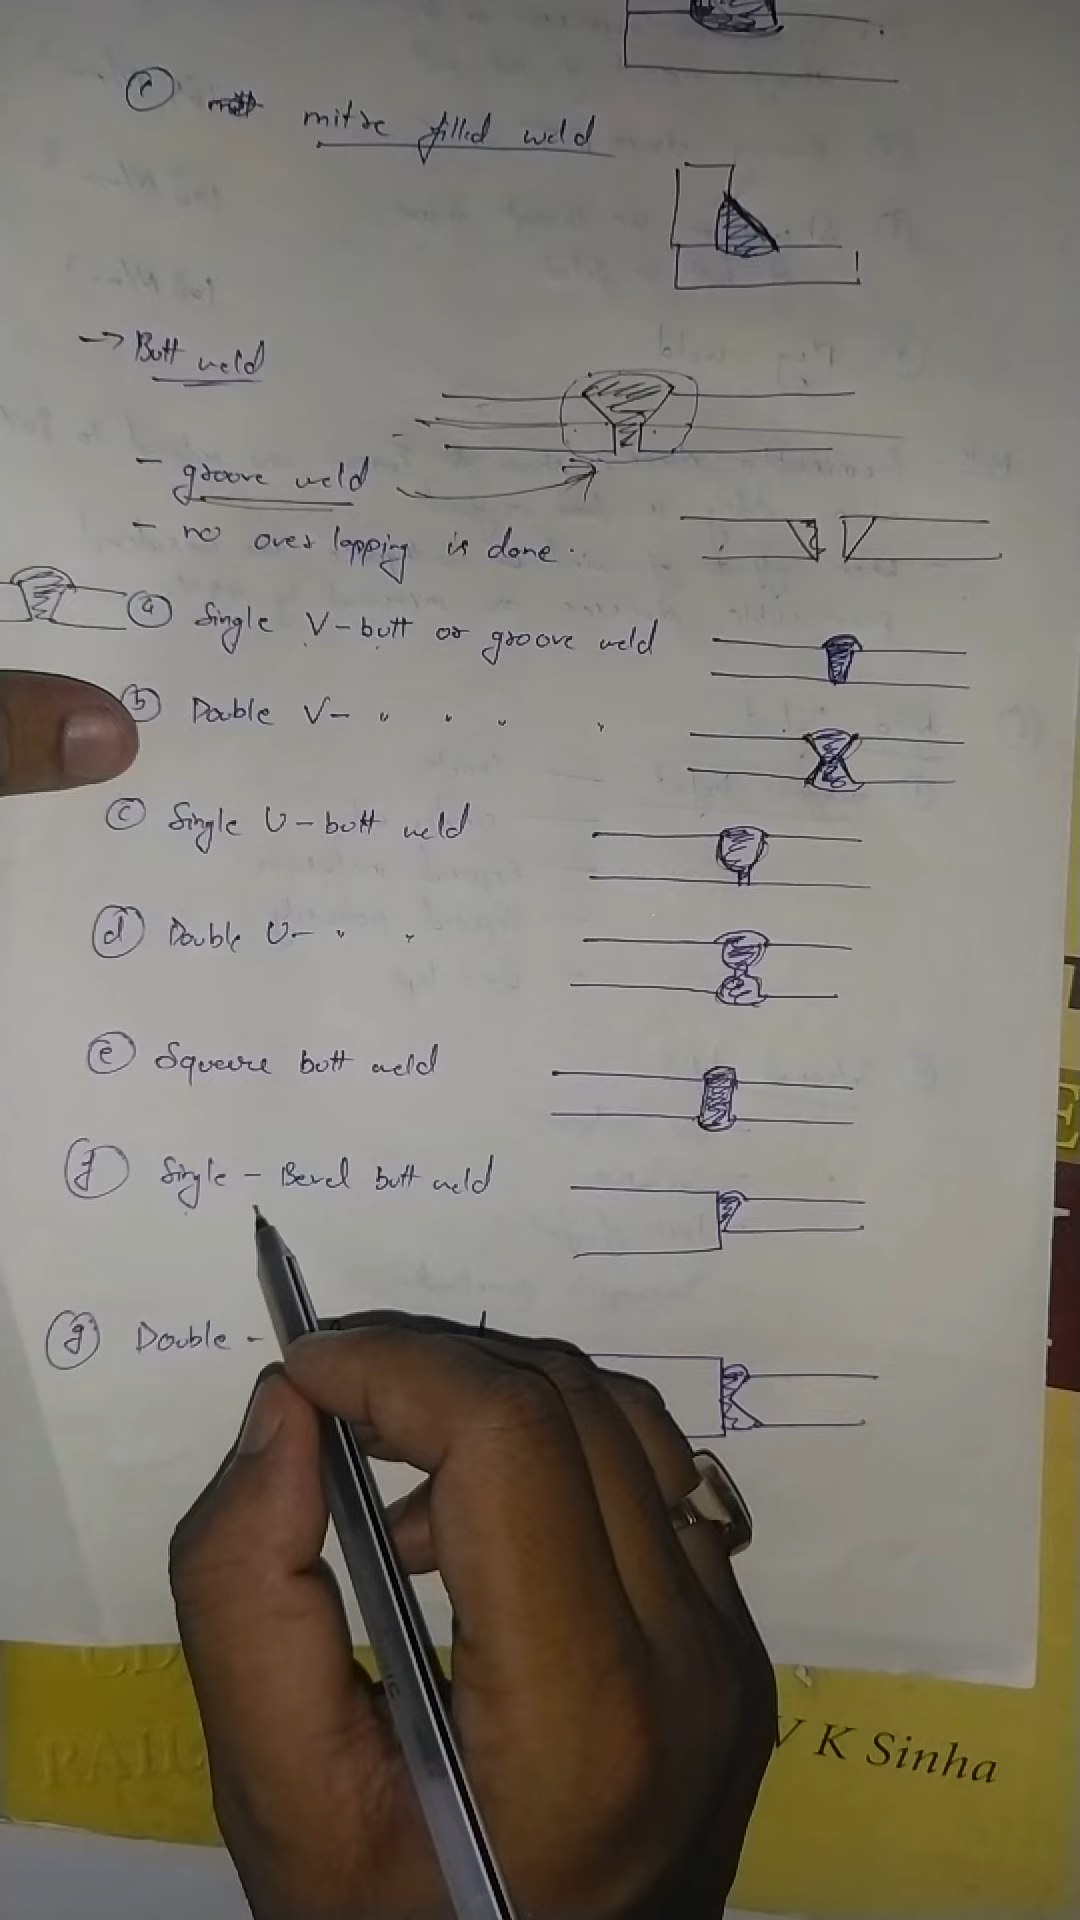 mitre filled weld
→ Butt weld
- groove weld
- no over lapping is done.
(a) Single V-butt or groove weld
(b) Double V- " " " "
(c) Single U-butt weld
(d) Double U- " "
(e) Square butt weld
(f) Single - Bevel butt weld
(g) Double -
V K Sinha